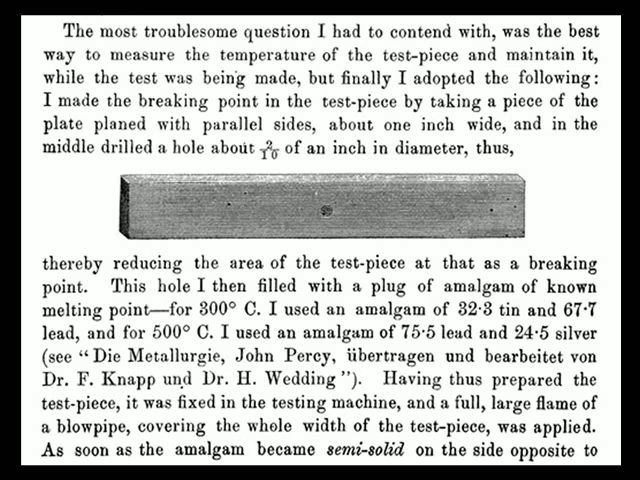 The most troublesome question I had to contend with, was the best
way to measure the temperature of the test-piece and maintain it,
while the test was being made, but finally I adopted the following:
I made the breaking point in the test-piece by taking a piece of the
plate planed with parallel sides, about one inch wide, and in the
middle drilled a hole about 2/10 of an inch in diameter, thus,
thereby reducing the area of the test-piece at that as a breaking
point. This hole I then filled with a plug of amalgam of known
melting point—for 300° C. I used an amalgam of 32·3 tin and 67·7
lead, and for 500° C. I used an amalgam of 75·5 lead and 24·5 silver
(see “Die Metallurgie, John Percy, übertragen und bearbeitet von
Dr. F. Knapp und Dr. H. Wedding”). Having thus prepared the
test-piece, it was fixed in the testing machine, and a full, large flame of
a blowpipe, covering the whole width of the test-piece, was applied.
As soon as the amalgam became semi-solid on the side opposite to